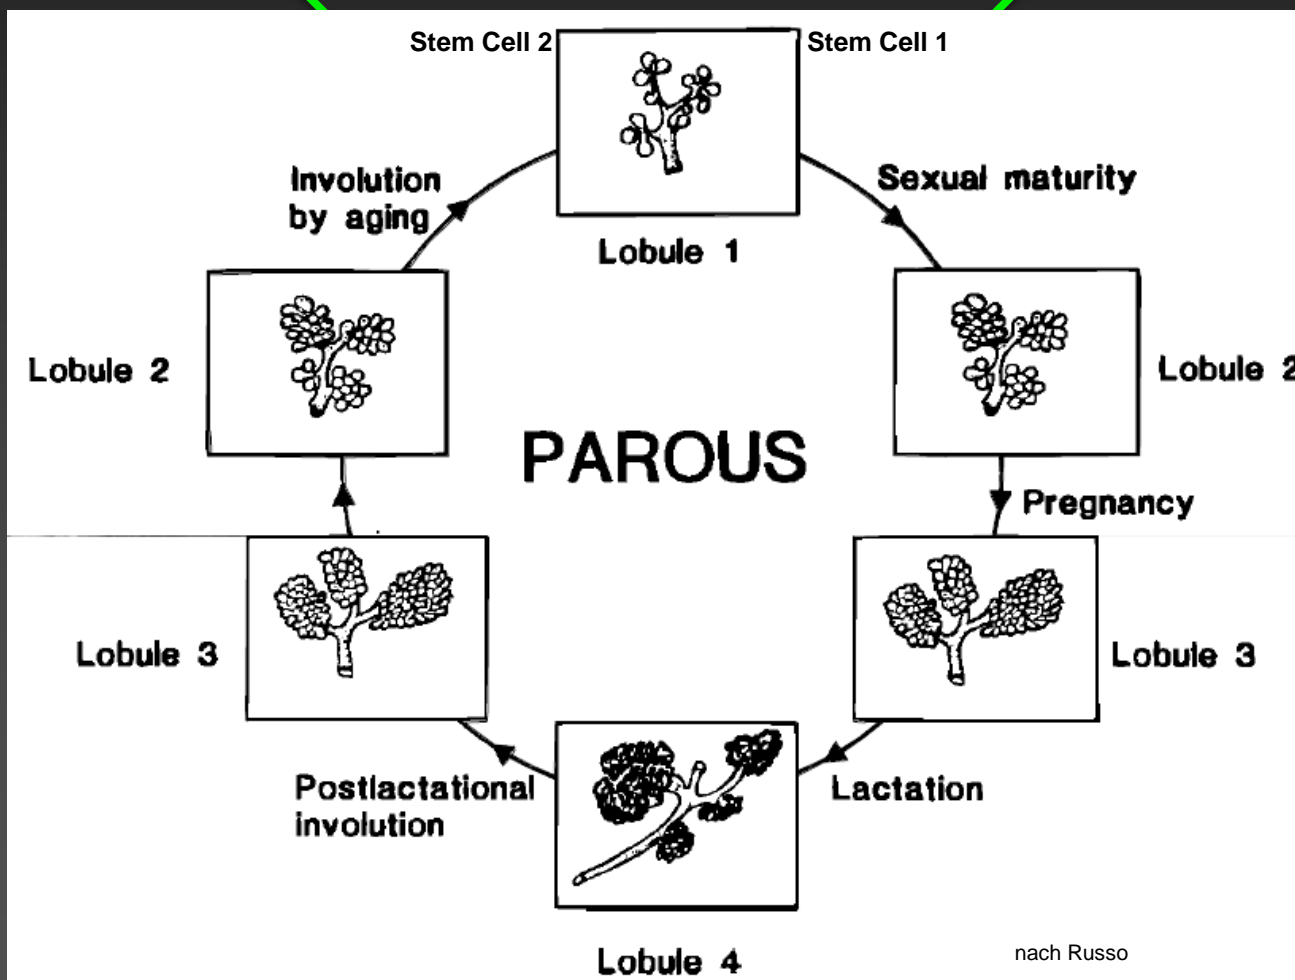 Stem Cell 2
Stem Cell 1
Involution
by aging
Sexual maturity
Lobule 1
Lobule 2
Lobule 2
PAROUS
Pregnancy
Lobule 3
Lobule 3
Postlactational
involution
Lactation
nach Russo
Lobule 4